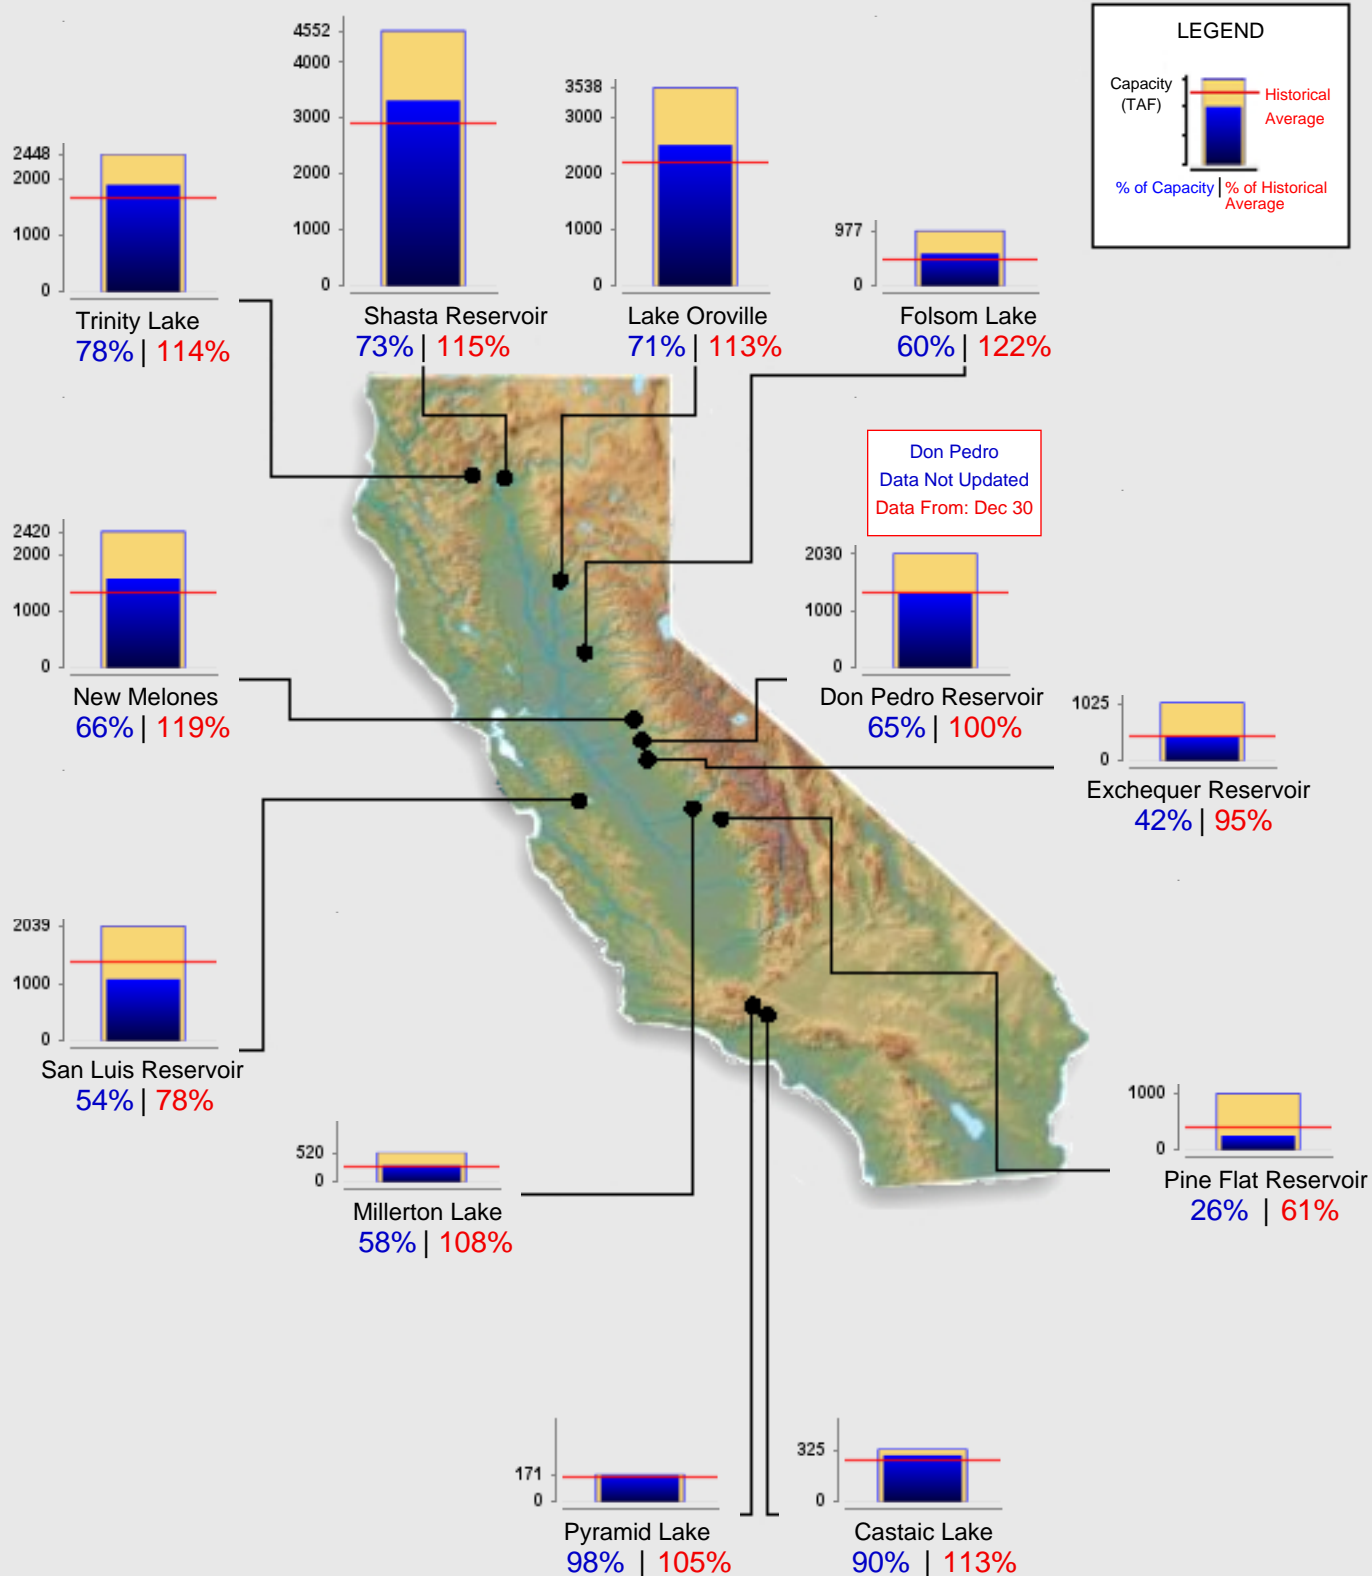 LEGEND
Capacity
(TAF)
Historical
Average
% of Capacity | % of Historical
Average
4552
4000
3000
2000
1000
0
Shasta Reservoir
73% | 115%
3538
3000
2000
1000
0
Lake Oroville
71% | 113%
2448
2000
1000
0
Trinity Lake
78% | 114%
977
0
Folsom Lake
60% | 122%
Don Pedro
Data Not Updated
Data From: Dec 30
2420
2000
1000
0
New Melones
66% | 119%
2030
1000
0
Don Pedro Reservoir
65% | 100%
1025
0
Exchequer Reservoir
42% | 95%
2039
1000
0
San Luis Reservoir
54% | 78%
520
0
Millerton Lake
58% | 108%
1000
0
Pine Flat Reservoir
26% | 61%
171
0
Pyramid Lake
98% | 105%
325
0
Castaic Lake
90% | 113%